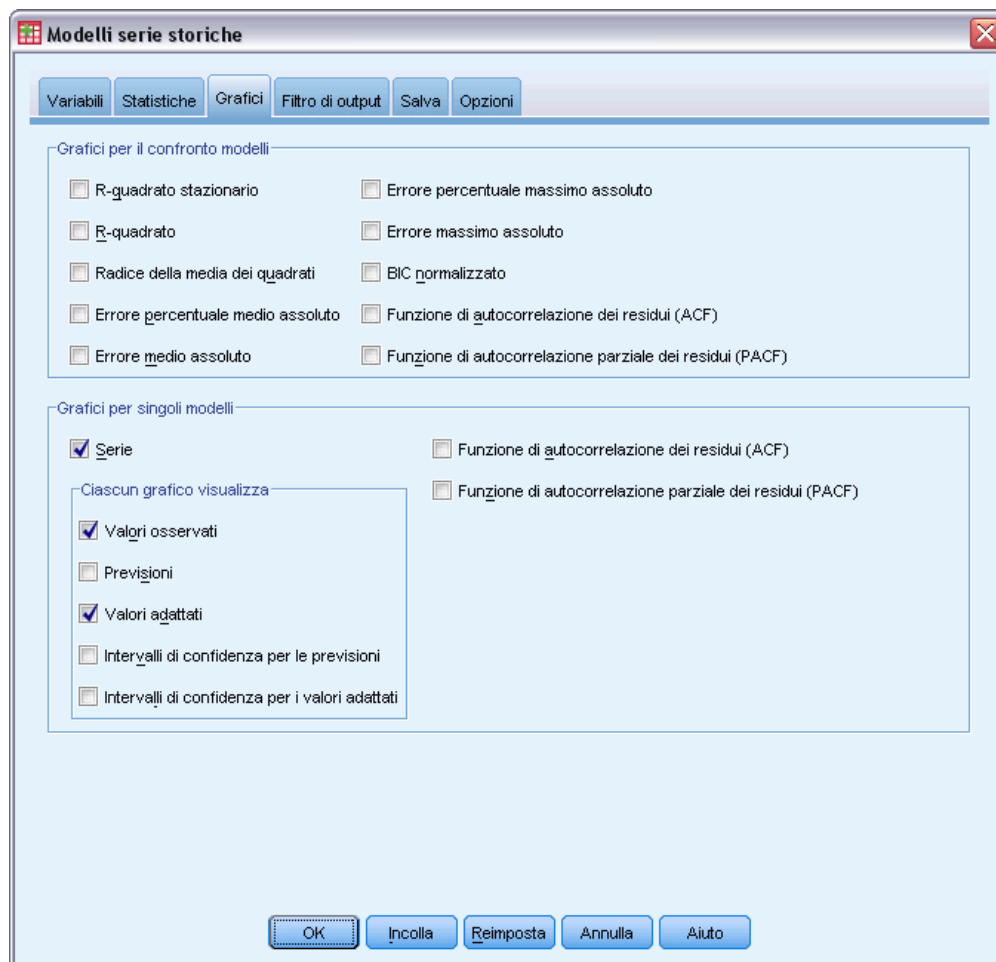 Modelli serie storiche
Variabili
Statistiche
Grafici
Filtro di output
Salva
Opzioni
Grafici per il confronto modelli
R-quadrato stazionario
Errore percentuale massimo assoluto
R-quadrato
Errore massimo assoluto
Radice della media dei quadrati
BIC normalizzato
Errore percentuale medio assoluto
Funzione di autocorrelazione dei residui (ACF)
Errore medio assoluto
Funzione di autocorrelazione parziale dei residui (PACF)
Grafici per singoli modelli
Serie
Funzione di autocorrelazione dei residui (ACF)
Funzione di autocorrelazione parziale dei residui (PACF)
Ciascun grafico visualizza
Valori osservati
Previsioni
Valori adattati
Intervalli di confidenza per le previsioni
Intervalli di confidenza per i valori adattati
OK
Incolla
Reimposta
Annulla
Aiuto